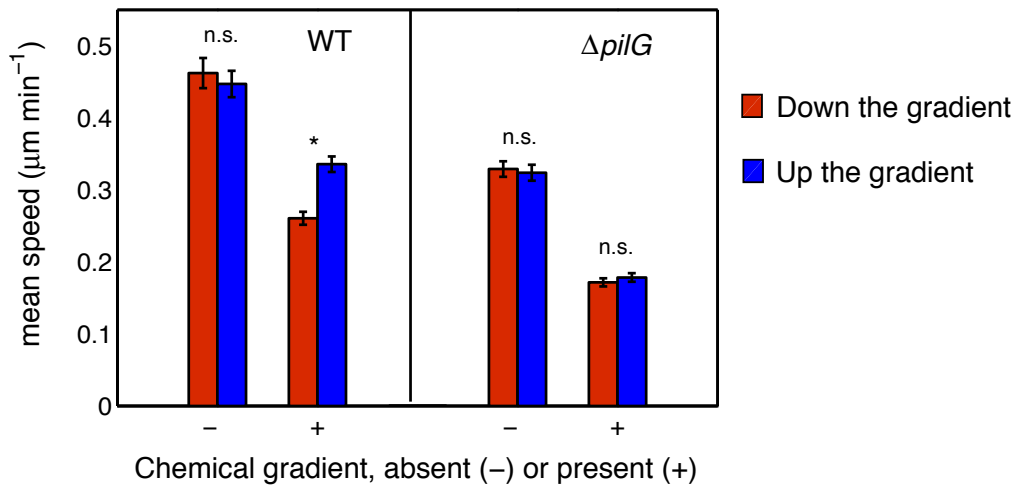 mean speed (μm min⁻¹)
0.5
0.4
0.3
0.2
0.1
0
n.s.
WT
*
ΔpilG
n.s.
n.s.
− + − +
Chemical gradient, absent (−) or present (+)
Down the gradient
Up the gradient